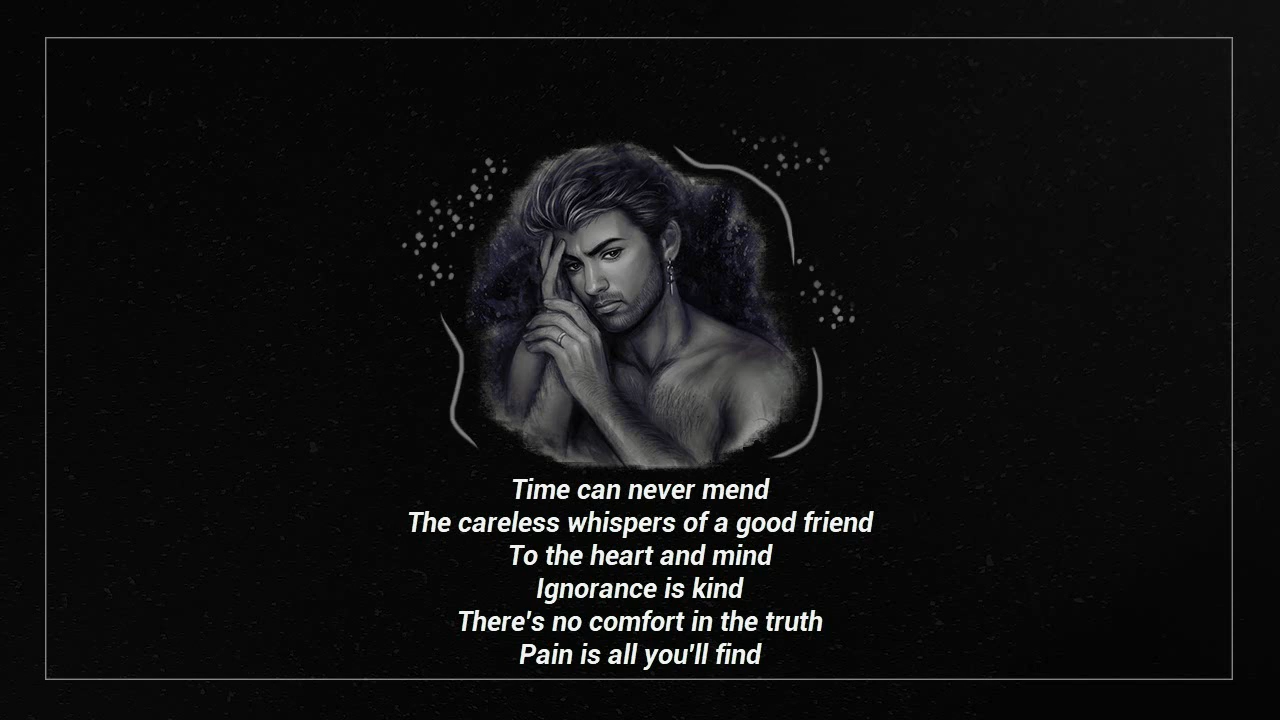 Time can never mend
The careless whispers of a good friend
To the heart and mind
Ignorance is kind
There's no comfort in the truth
Pain is all you'll find